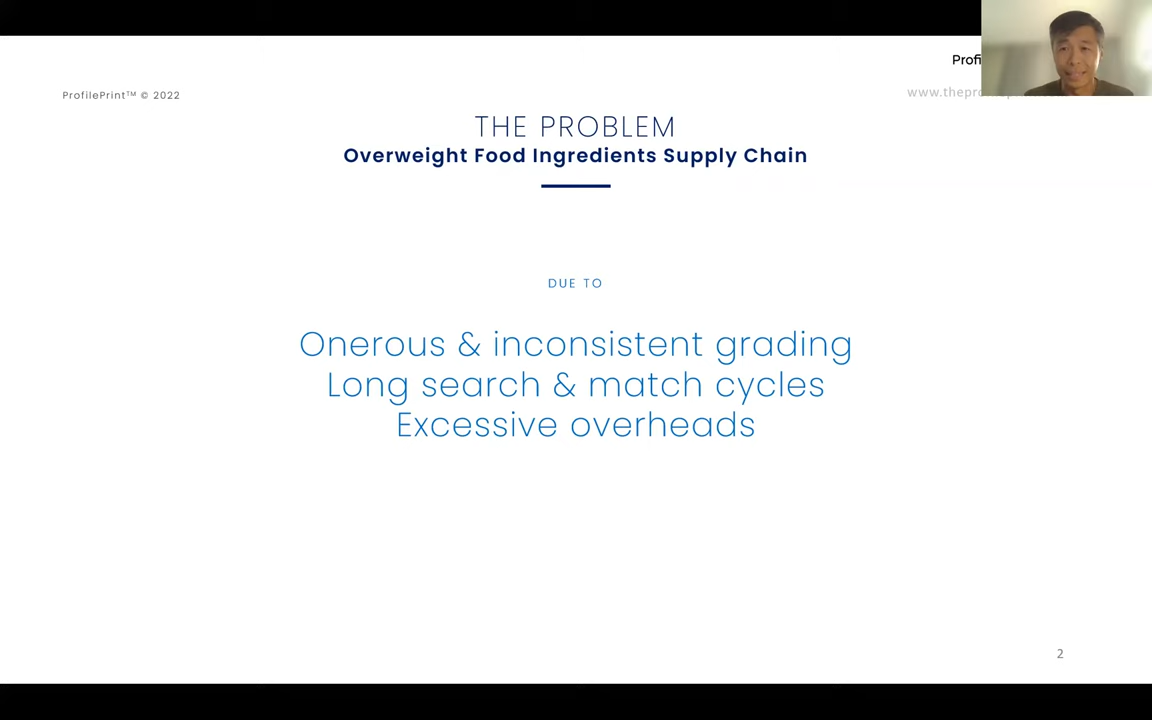 ProfilePrint™ © 2022
THE PROBLEM
Overweight Food Ingredients Supply Chain
DUE TO
Onerous & inconsistent grading
Long search & match cycles
Excessive overheads
2